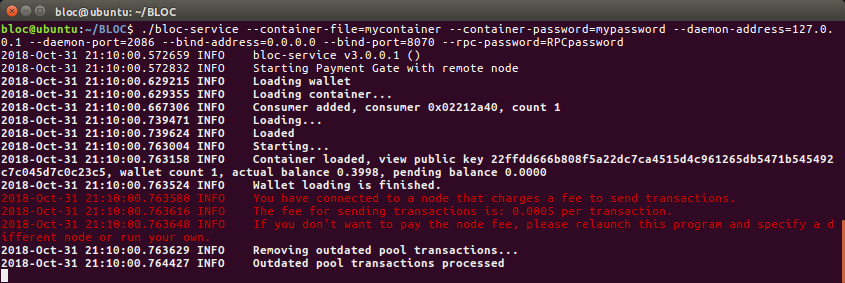 bloc@ubuntu: ~/BLOC
bloc@ubuntu:~/BLOC$ ./bloc-service --container-file=mycontainer --container-password=mypassword --daemon-address=127.0.
0.1 --daemon-port=2086 --bind-address=0.0.0.0 --bind-port=8070 --rpc-password=RPCpassword
2018-Oct-31 21:10:00.572659 INFO    bloc-service v3.0.0.1 ()
2018-Oct-31 21:10:00.572832 INFO    Starting Payment Gate with remote node
2018-Oct-31 21:10:00.629215 INFO    Loading wallet
2018-Oct-31 21:10:00.629355 INFO    Loading container...
2018-Oct-31 21:10:00.667306 INFO    Consumer added, consumer 0x02212a40, count 1
2018-Oct-31 21:10:00.739471 INFO    Loading...
2018-Oct-31 21:10:00.739624 INFO    Loaded
2018-Oct-31 21:10:00.763004 INFO    Starting...
2018-Oct-31 21:10:00.763158 INFO    Container loaded, view public key 22ffdd666b808f5a22dc7ca4515d4c961265db5471b545492
c7c045d7c0c23c5, wallet count 1, actual balance 0.3998, pending balance 0.0000
2018-Oct-31 21:10:00.763524 INFO    Wallet loading is finished.
2018-Oct-31 21:10:00.763580 INFO    You have connected to a node that charges a fee to send transactions.
2018-Oct-31 21:10:00.763616 INFO    The fee for sending transactions is: 0.0005 per transaction.
2018-Oct-31 21:10:00.763648 INFO    If you don't want to pay the node fee, please relaunch this program and specify a d
ifferent node or run your own.
2018-Oct-31 21:10:00.763629 INFO    Removing outdated pool transactions...
2018-Oct-31 21:10:00.764427 INFO    Outdated pool transactions processed